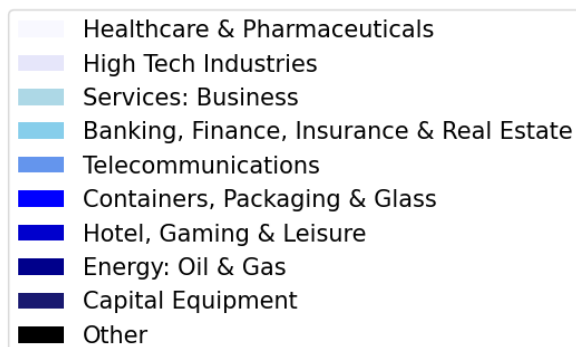 Healthcare & Pharmaceuticals
High Tech Industries
Services: Business
Banking, Finance, Insurance & Real Estate
Telecommunications
Containers, Packaging & Glass
Hotel, Gaming & Leisure
Energy: Oil & Gas
Capital Equipment
Other